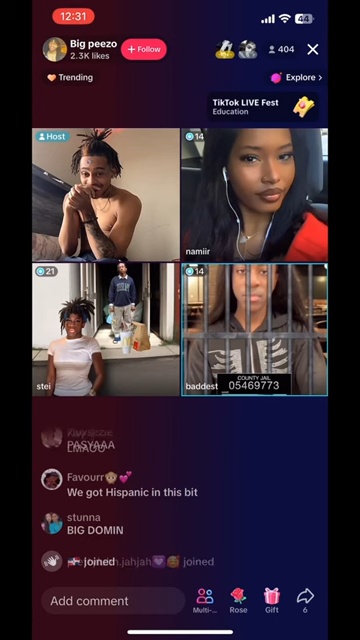 12:31
44
Big peezo
2.3K likes
+ Follow
404
Trending
Explore >
TikTok LIVE Fest
Education
Host
14
namiir
21
stei
14
baddest
COUNTY JAIL
05469773
PASYAAA
LMAOO
Favourr
We got Hispanic in this bit
stunna
BIG DOMIN
joined
joined
Add comment
Multi-...
Rose
Gift
6